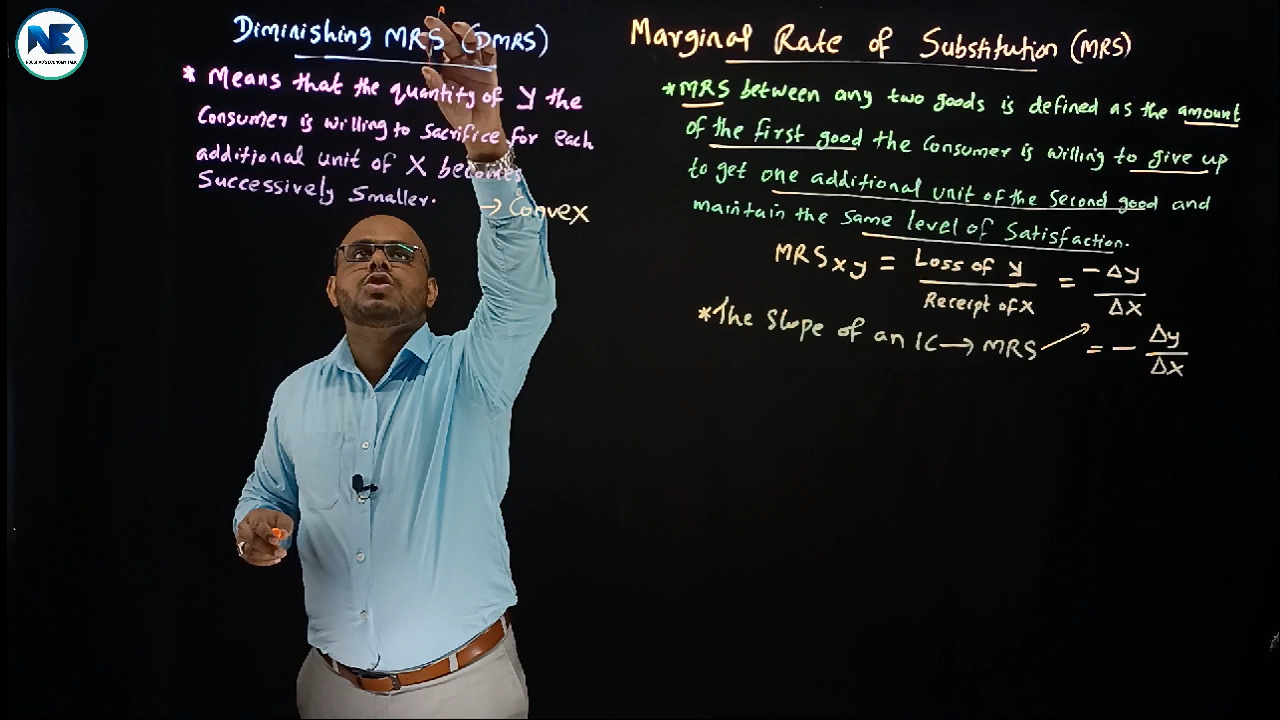 NE
Diminishing MRS (DMRS)
* Means that the quantity of y the
Consumer is willing to sacrifice for each
additional unit of X becomes
Successively Smaller.
→ Convex
Marginal Rate of Substitution (MRS)
* MRS between any two goods is defined as the amount
of the first good the Consumer is willing to give up
to get one additional unit of the second good and
maintain the same level of Satisfaction.
MRSxy = Loss of y / Receipt of X = -Δy / Δx
* The Slope of an IC → MRS = - Δy / Δx